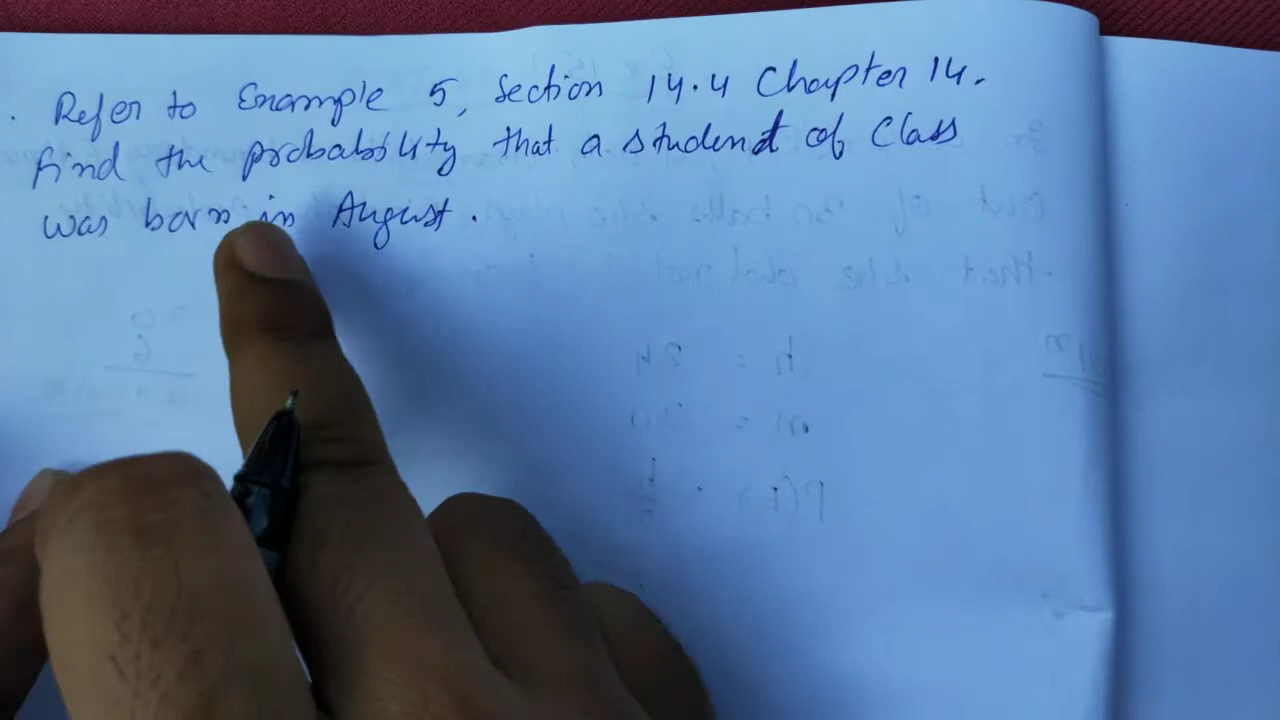 . Refer to Example 5, Section 14.4 Chapter 14.
find the probability that a student of Class
was born in August.